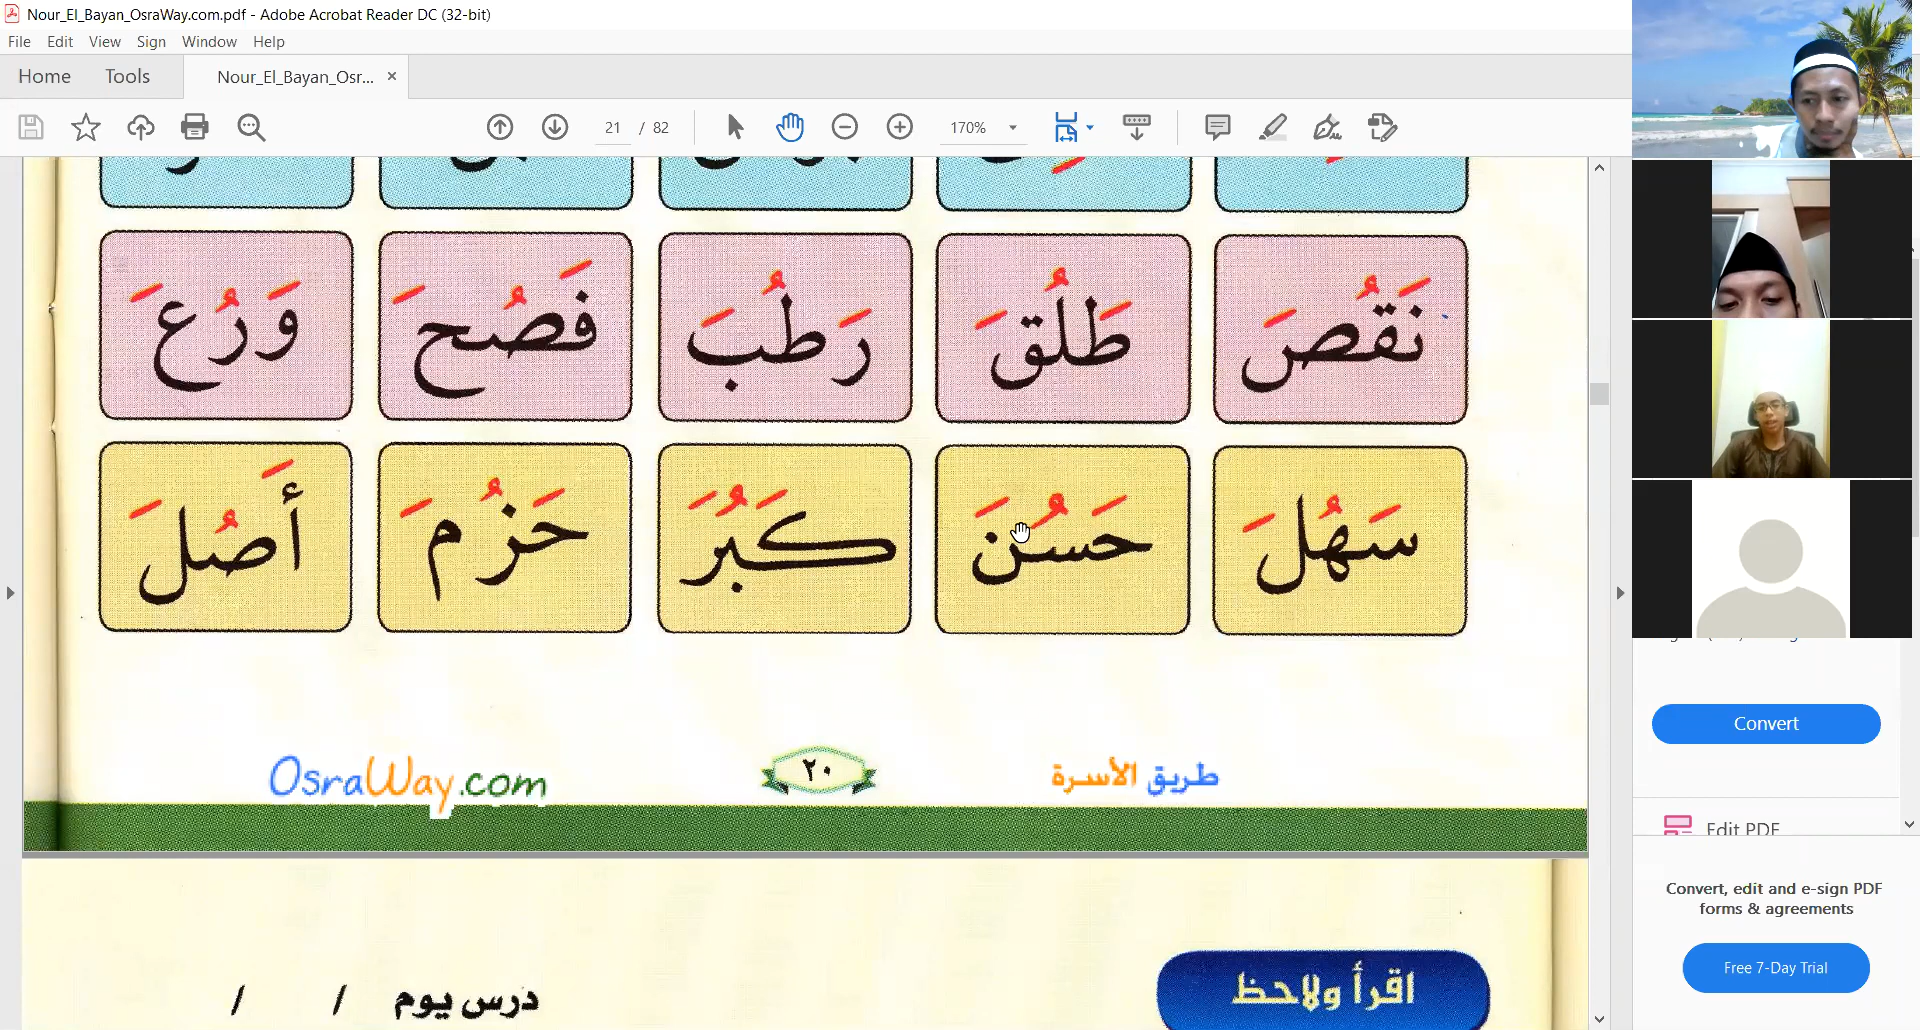 Nour_El_Bayan_OsraWay.com.pdf - Adobe Acrobat Reader DC (32-bit)
File Edit View Sign Window Help
Home Tools Nour_El_Bayan_Osr... ×
21 / 82 170%
نَقُصَ طَلُقَ رَطُبَ فَصُحَ وَرُعَ
سَهُلَ حَسُنَ كَبُرَ حَزُمَ أَصُلَ
طريق الأسرة ٢٠ OsraWay.com
اقرأ ولاحظ
درس يوم / /
Convert
Edit PDF
Convert, edit and e-sign PDF
forms & agreements
Free 7-Day Trial